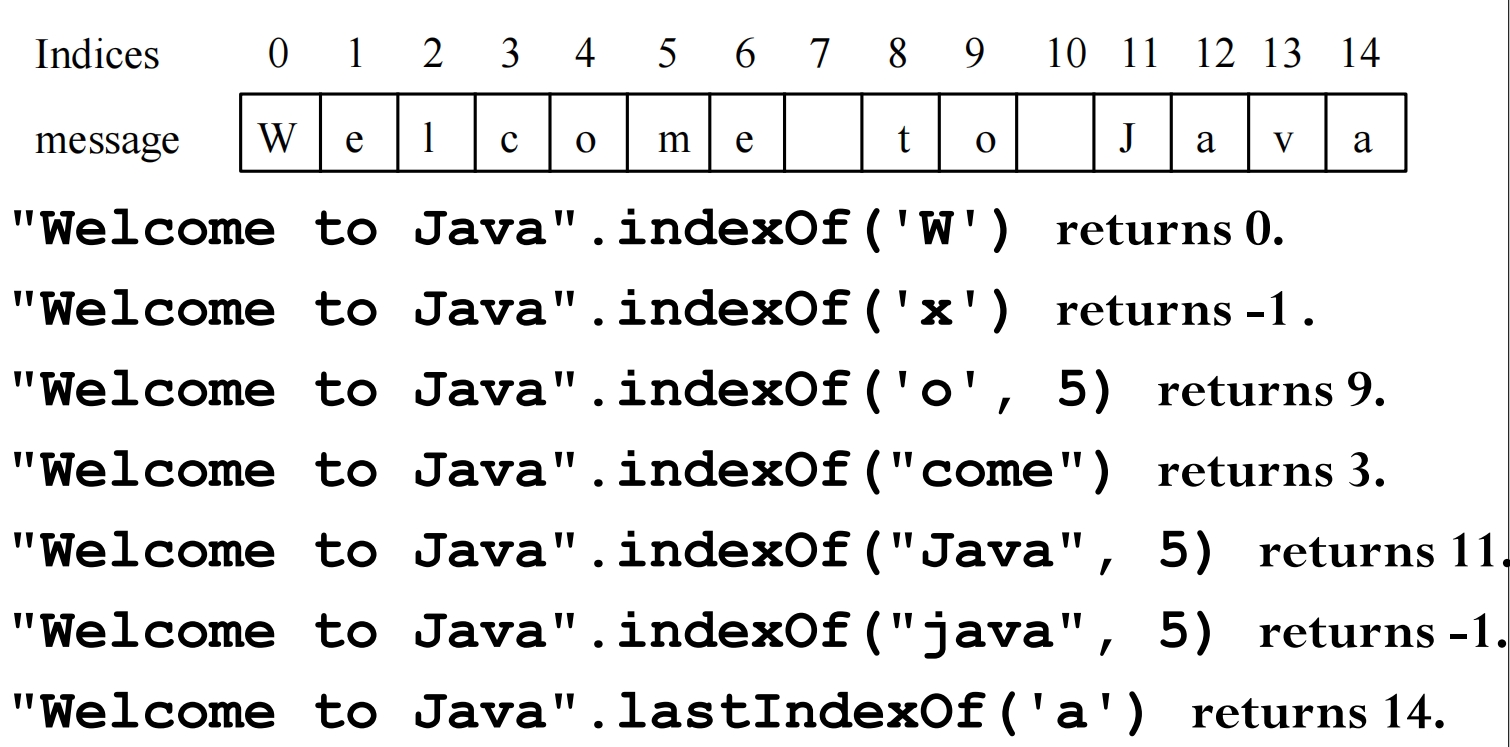 Indices 0 1 2 3 4 5 6 7 8 9 10 11 12 13 14
message W e l c o m e t o J a v a
"Welcome to Java".indexOf('W') returns 0.
"Welcome to Java".indexOf('x') returns -1 .
"Welcome to Java".indexOf('o', 5) returns 9.
"Welcome to Java".indexOf("come") returns 3.
"Welcome to Java".indexOf("Java", 5) returns 11.
"Welcome to Java".indexOf("java", 5) returns -1.
"Welcome to Java".lastIndexOf('a') returns 14.